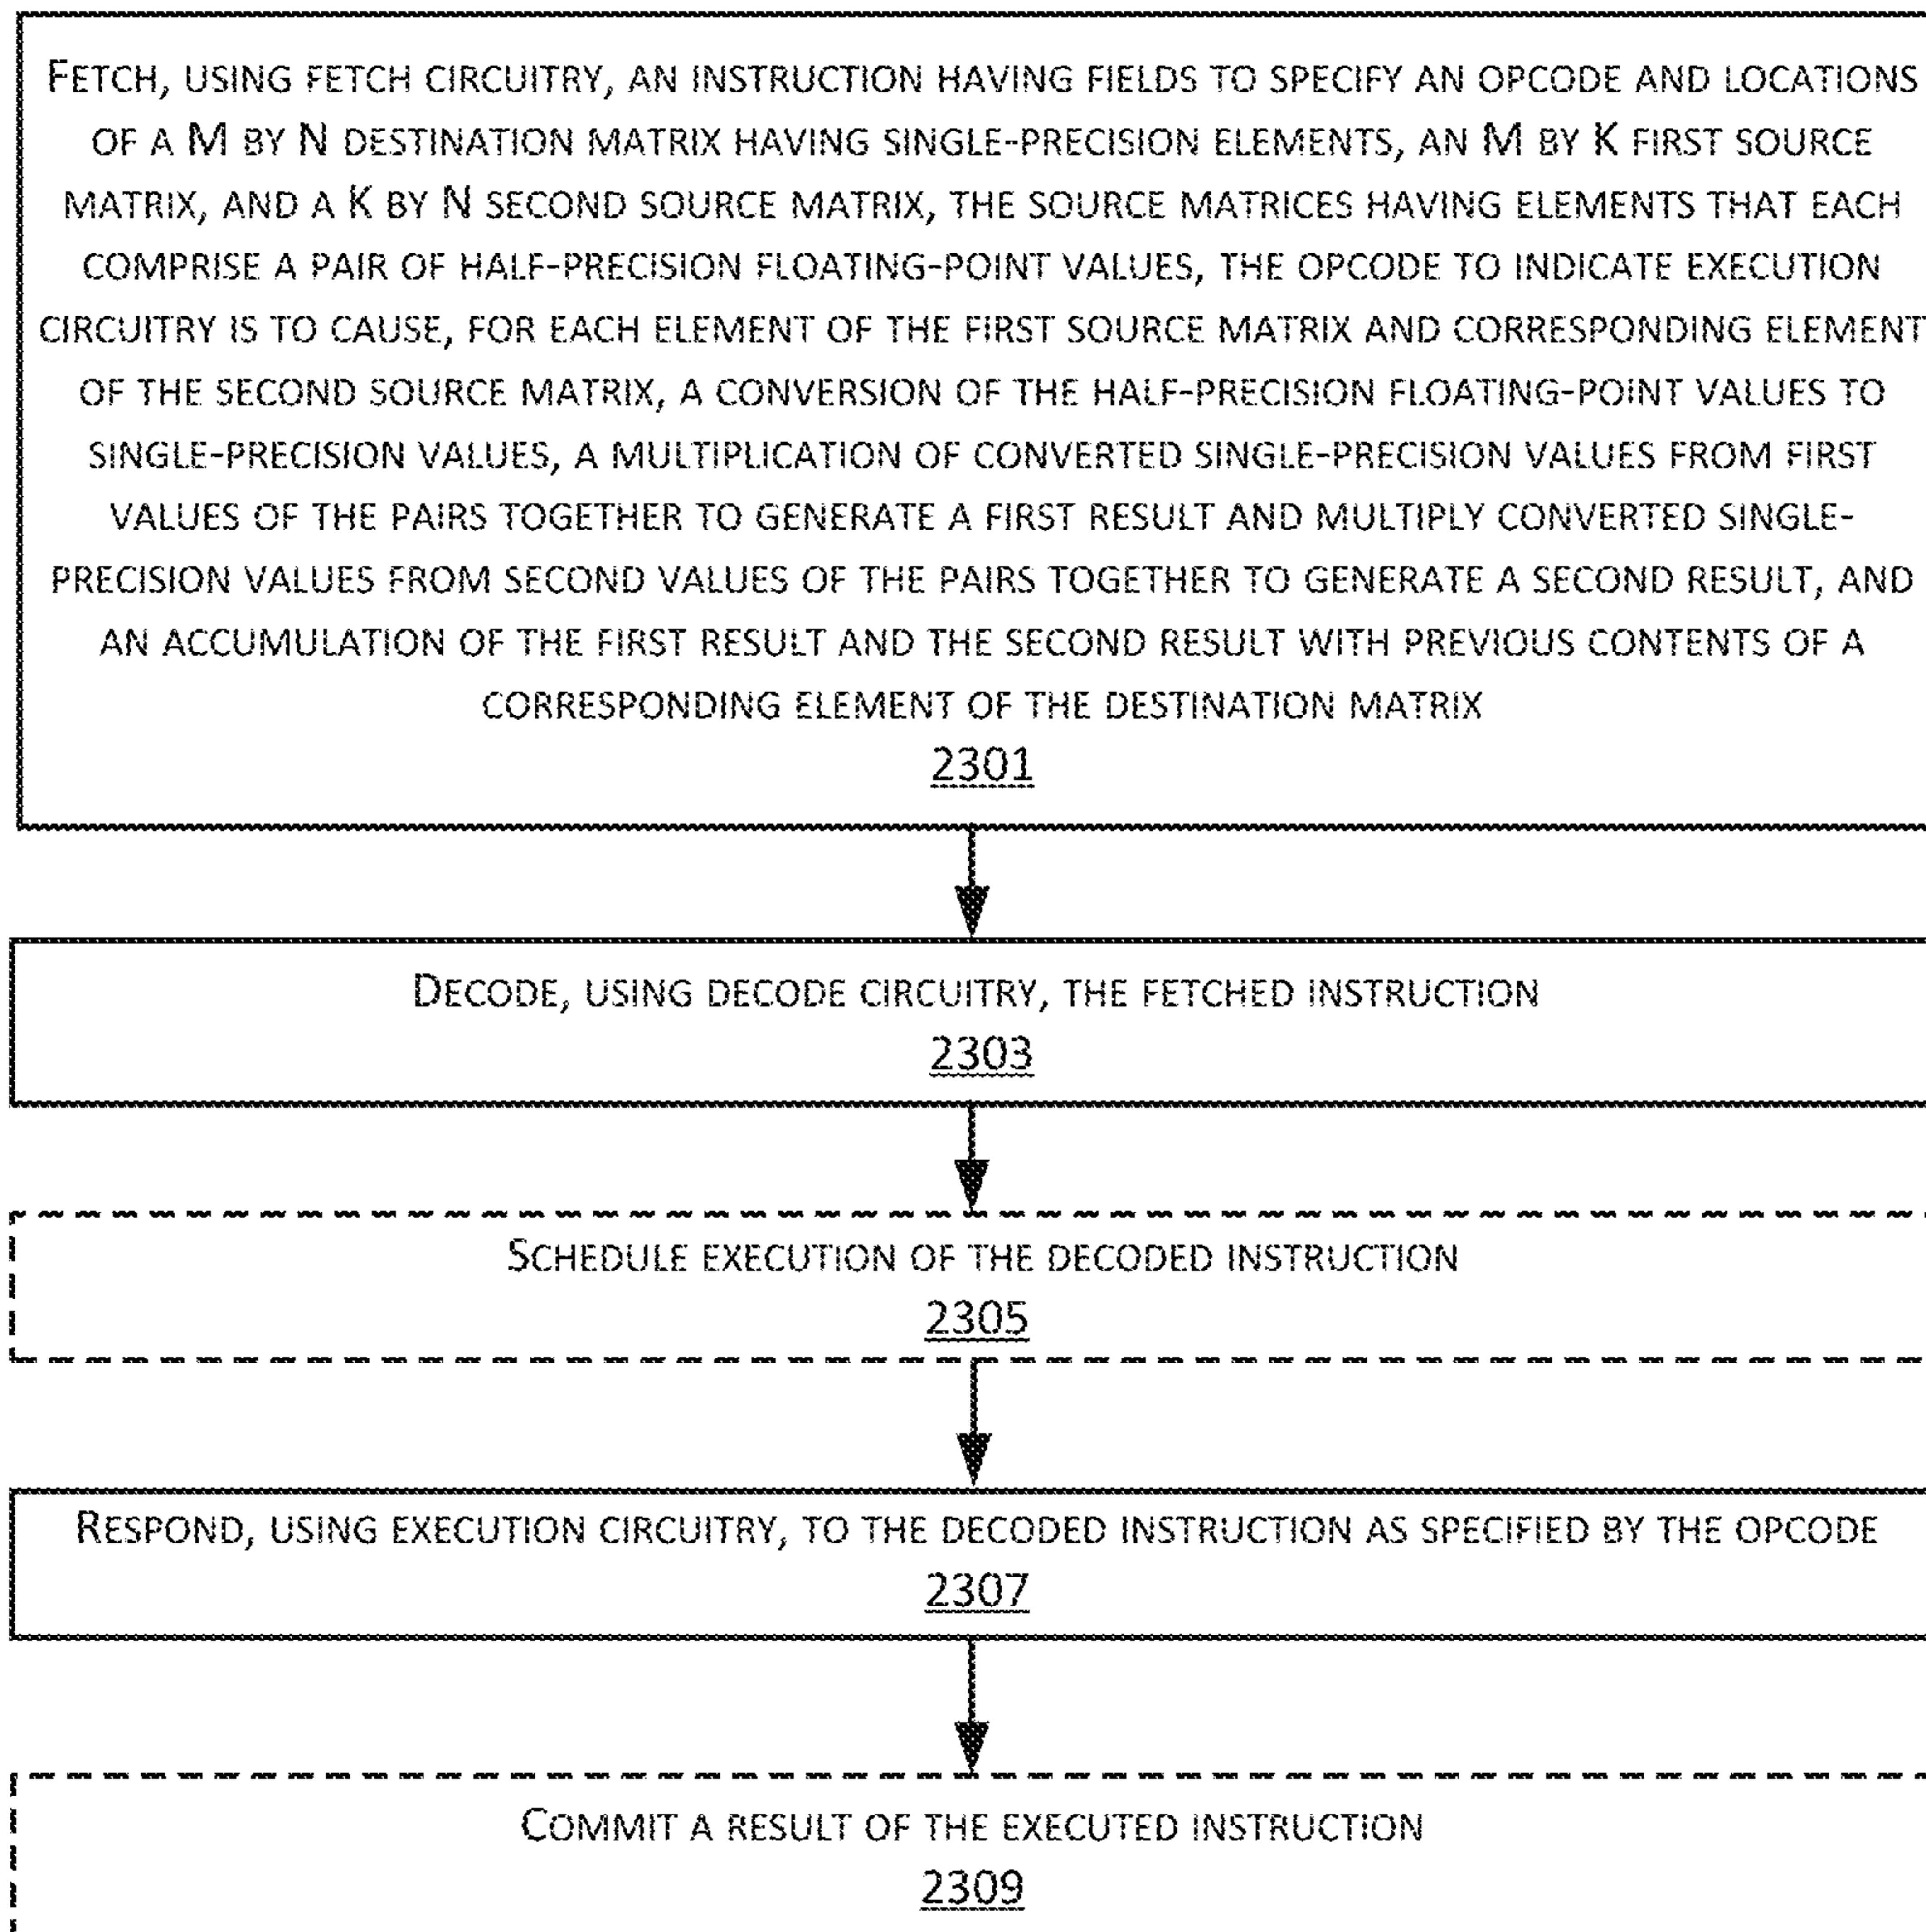 FETCH, USING FETCH CIRCUITRY, AN INSTRUCTION HAVING FIELDS TO SPECIFY AN OPCODE AND LOCATIONS
OF A M BY N DESTINATION MATRIX HAVING SINGLE-PRECISION ELEMENTS, AN M BY K FIRST SOURCE
MATRIX, AND A K BY N SECOND SOURCE MATRIX, THE SOURCE MATRICES HAVING ELEMENTS THAT EACH
COMPRISE A PAIR OF HALF-PRECISION FLOATING-POINT VALUES, THE OPCODE TO INDICATE EXECUTION
CIRCUITRY IS TO CAUSE, FOR EACH ELEMENT OF THE FIRST SOURCE MATRIX AND CORRESPONDING ELEMENT
OF THE SECOND SOURCE MATRIX, A CONVERSION OF THE HALF-PRECISION FLOATING-POINT VALUES TO
SINGLE-PRECISION VALUES, A MULTIPLICATION OF CONVERTED SINGLE-PRECISION VALUES FROM FIRST
VALUES OF THE PAIRS TOGETHER TO GENERATE A FIRST RESULT AND MULTIPLY CONVERTED SINGLE-
PRECISION VALUES FROM SECOND VALUES OF THE PAIRS TOGETHER TO GENERATE A SECOND RESULT, AND
AN ACCUMULATION OF THE FIRST RESULT AND THE SECOND RESULT WITH PREVIOUS CONTENTS OF A
CORRESPONDING ELEMENT OF THE DESTINATION MATRIX
2301
DECODE, USING DECODE CIRCUITRY, THE FETCHED INSTRUCTION
2303
SCHEDULE EXECUTION OF THE DECODED INSTRUCTION
2305
RESPOND, USING EXECUTION CIRCUITRY, TO THE DECODED INSTRUCTION AS SPECIFIED BY THE OPCODE
2307
COMMIT A RESULT OF THE EXECUTED INSTRUCTION
2309